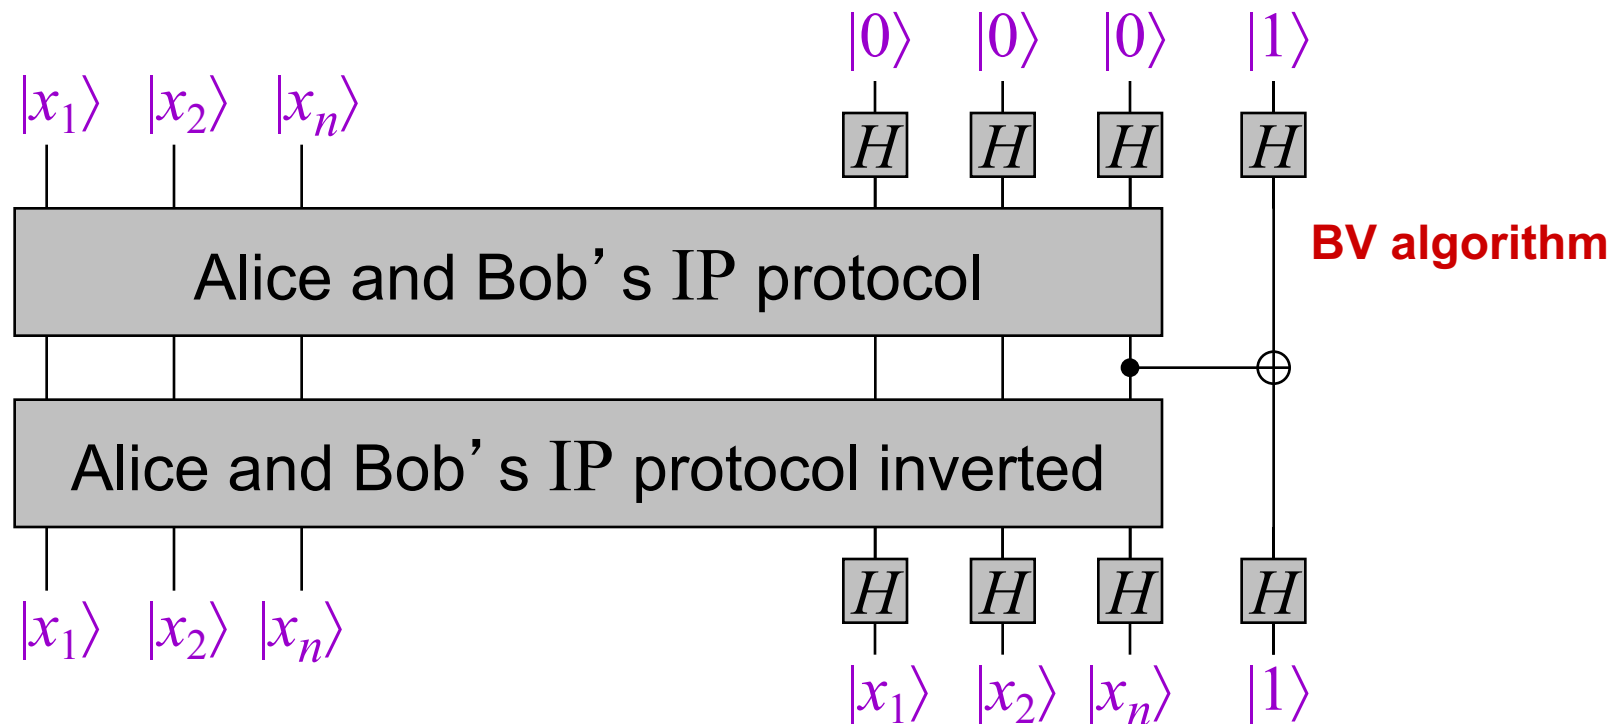 |0⟩ |0⟩ |0⟩ |1⟩
|x₁⟩ |x₂⟩ |xₙ⟩
H H H H
BV algorithm
Alice and Bob’s IP protocol
Alice and Bob’s IP protocol inverted
H H H H
|x₁⟩ |x₂⟩ |xₙ⟩
|x₁⟩ |x₂⟩ |xₙ⟩ |1⟩